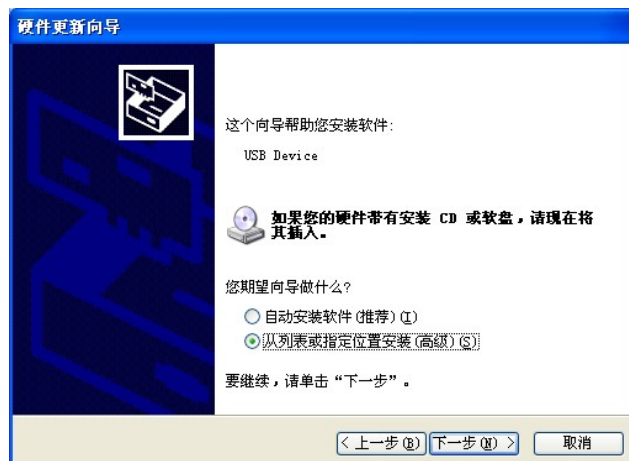 硬件更新向导
这个向导帮助您安装软件:
USB Device
如果您的硬件带有安装 CD 或软盘，请现在将
其插入。
您期望向导做什么?
自动安装软件(推荐)(I)
从列表或指定位置安装(高级)(S)
要继续，请单击“下一步”。
< 上一步(B) 下一步(N) > 取消